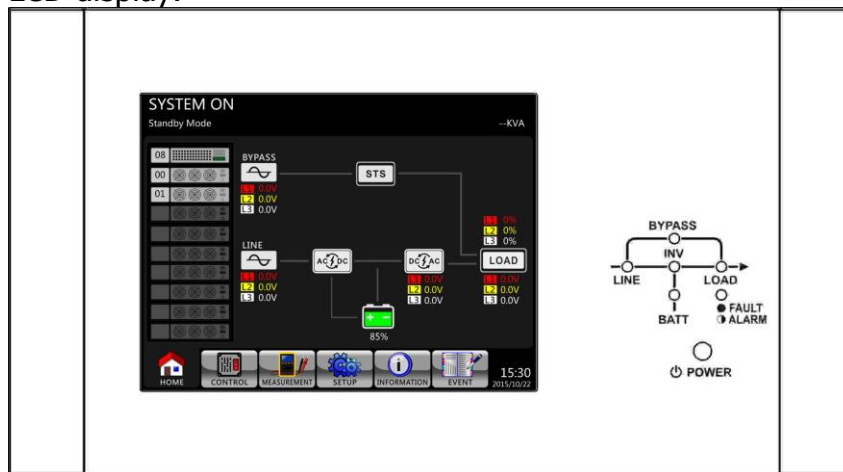 LCD display.
SYSTEM ON
Standby Mode
--KVA
08
00
01
BYPASS
L1 0.0V
L2 0.0V
L3 0.0V
STS
L1 0%
L2 0%
L3 0%
LINE
L1 0.0V
L2 0.0V
L3 0.0V
AC DC
DC AC
L1 0.0V
L2 0.0V
L3 0.0V
LOAD
L1 0.0V
L2 0.0V
L3 0.0V
85%
HOME
CONTROL
MEASUREMENT
SETUP
INFORMATION
EVENT
15:30
2015/10/22
BYPASS
INV
LINE
LOAD
BATT
FAULT
ALARM
POWER